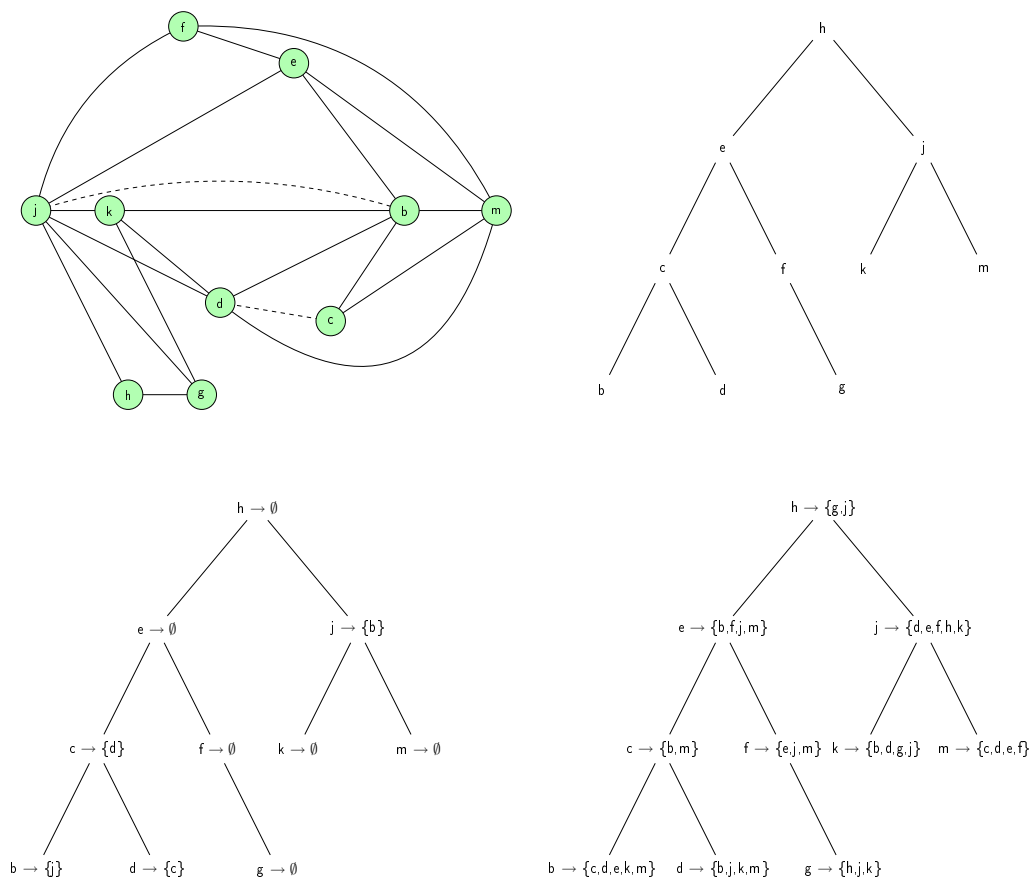 f
e
j
k
b
m
d
c
h
g
h
e
j
c
f
k
m
b
d
g
h → ∅
e → ∅
j → {b}
c → {d}
f → ∅
k → ∅
m → ∅
b → {j}
d → {c}
g → ∅
h → {g,j}
e → {b,f,j,m}
j → {d,e,f,h,k}
c → {b,m}
f → {e,j,m}
k → {b,d,g,j}
m → {c,d,e,f}
b → {c,d,e,k,m}
d → {b,j,k,m}
g → {h,j,k}